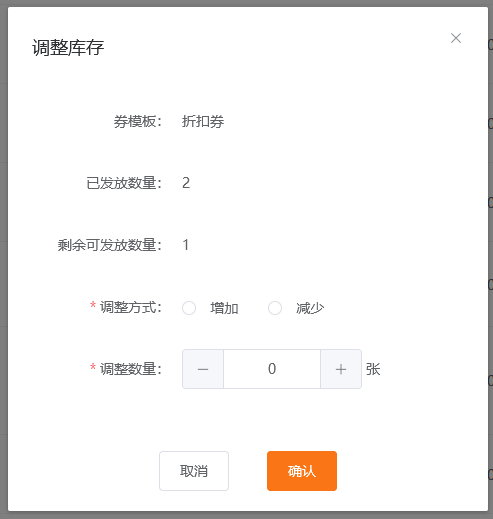 调整库存
券模板： 折扣券
已发放数量： 2
剩余可发放数量： 1
* 调整方式： 增加 减少
* 调整数量： 0 张
取消 确认